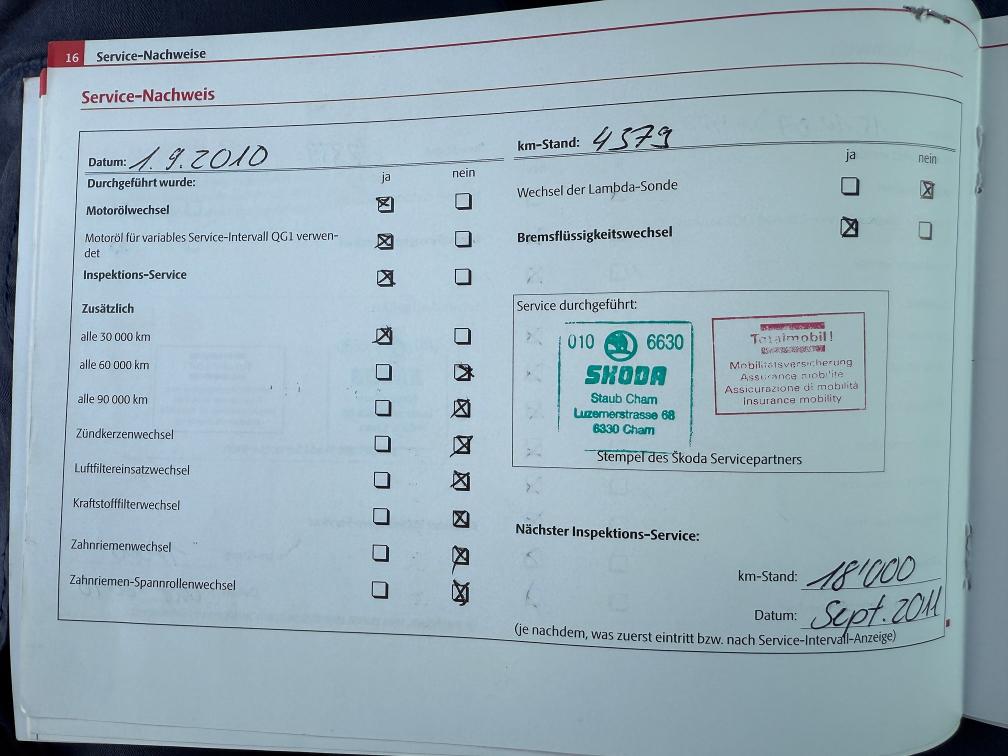 16 Service-Nachweise
Service-Nachweis
Datum: 1.9.2010
Durchgeführt wurde: ja nein
Motorölwechsel
Motoröl für variables Service-Intervall QG1 verwen-
det
Inspektions-Service
Zusätzlich
alle 30 000 km
alle 60 000 km
alle 90 000 km
Zündkerzenwechsel
Luftfiltereinsatzwechsel
Kraftstofffilterwechsel
Zahnriemenwechsel
Zahnriemen-Spannrollenwechsel
km-Stand: 4379
ja nein
Wechsel der Lambda-Sonde
Bremsflüssigkeitswechsel
Service durchgeführt:
010 6630
SKODA
Staub Cham
Luzernerstrasse 68
6330 Cham
Totalmobil!
Mobilitätsversicherung
Assurance mobilité
Assicurazione di mobilità
Insurance mobility
Stempel des Škoda Servicepartners
Nächster Inspektions-Service:
km-Stand: 18'000
Datum: Sept. 2011
(je nachdem, was zuerst eintritt bzw. nach Service-Intervall-Anzeige)